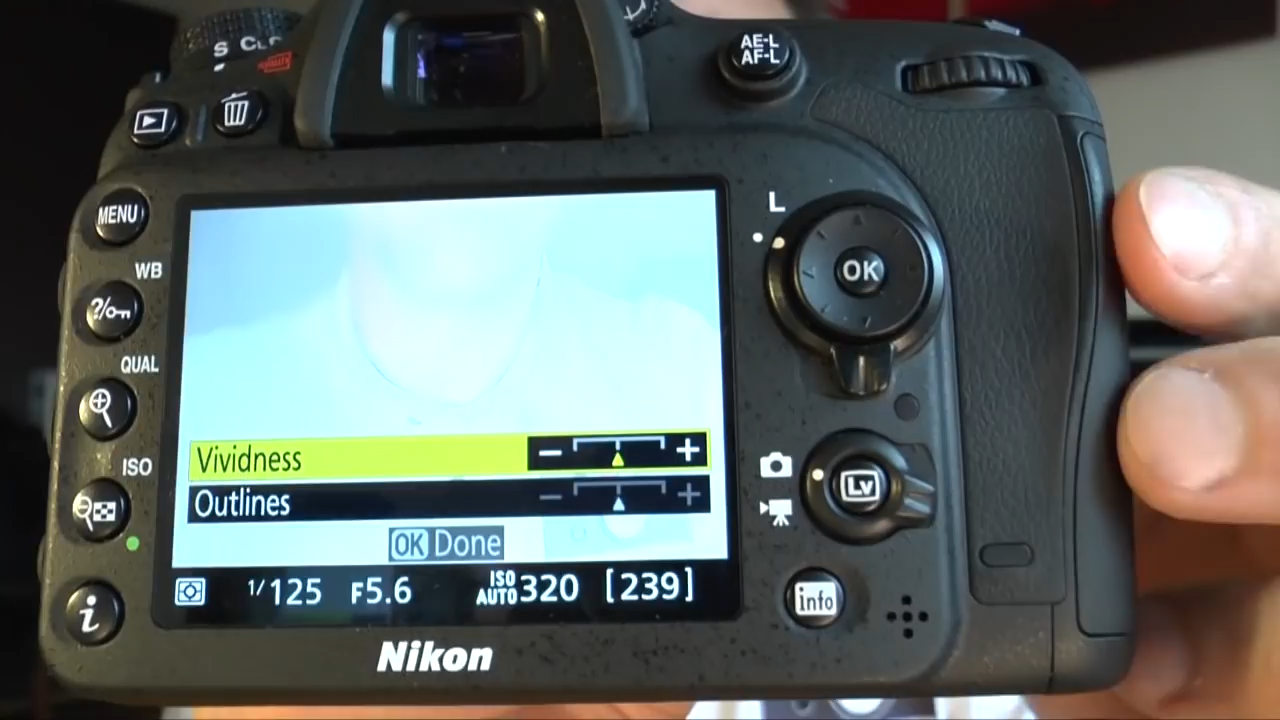 S CL
AE-L
AF-L
MENU
L
OK
WB
?/
QUAL
Vividness − +
ISO
Outlines − +
Lv
OK Done
1/125 F5.6 ISO AUTO 320 [239]
i
info
Nikon